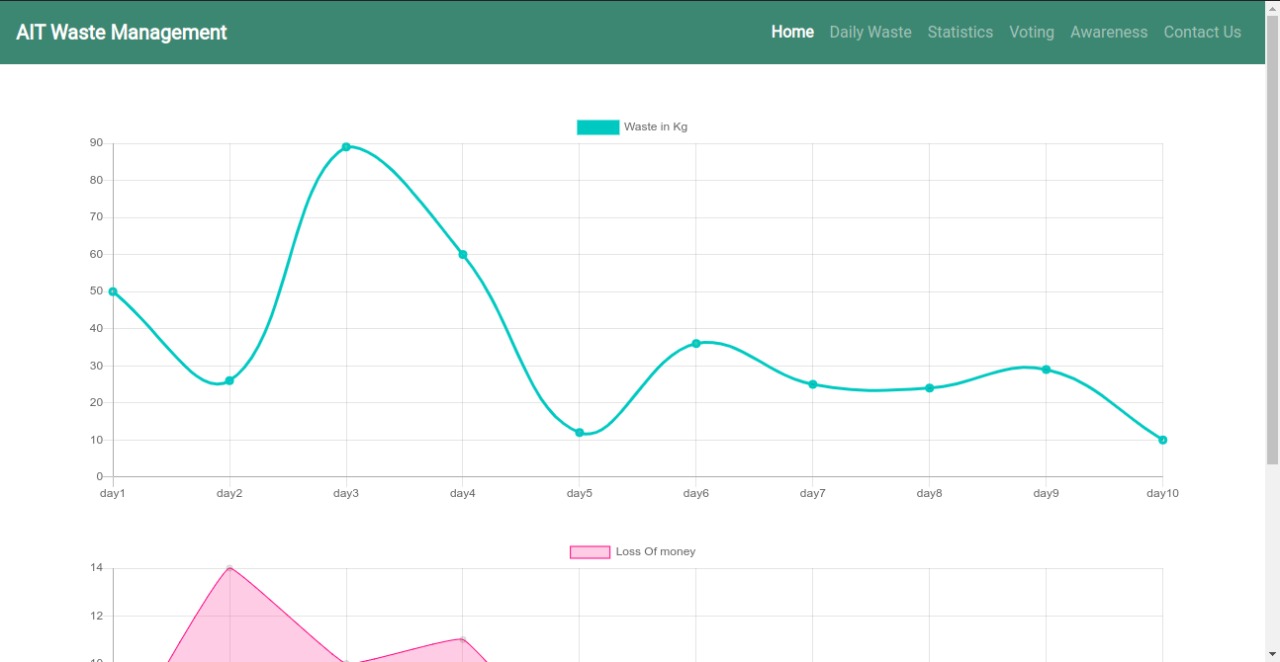 AIT Waste Management
Home Daily Waste Statistics Voting Awareness Contact Us
Waste in Kg
90
80
70
60
50
40
30
20
10
0
day1 day2 day3 day4 day5 day6 day7 day8 day9 day10
Loss Of money
14
12
10